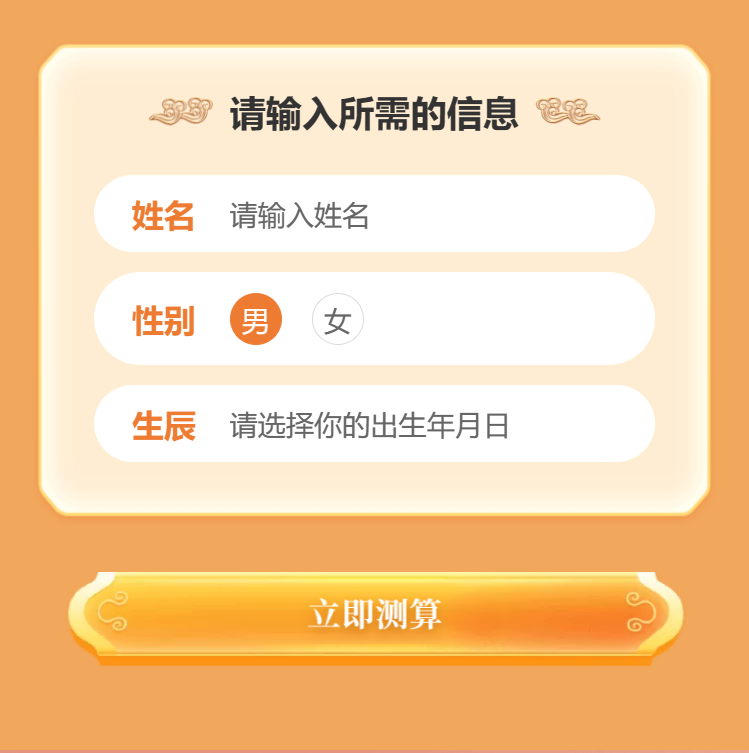 请输入所需的信息
姓名 请输入姓名
性别 男 女
生辰 请选择你的出生年月日
立即测算